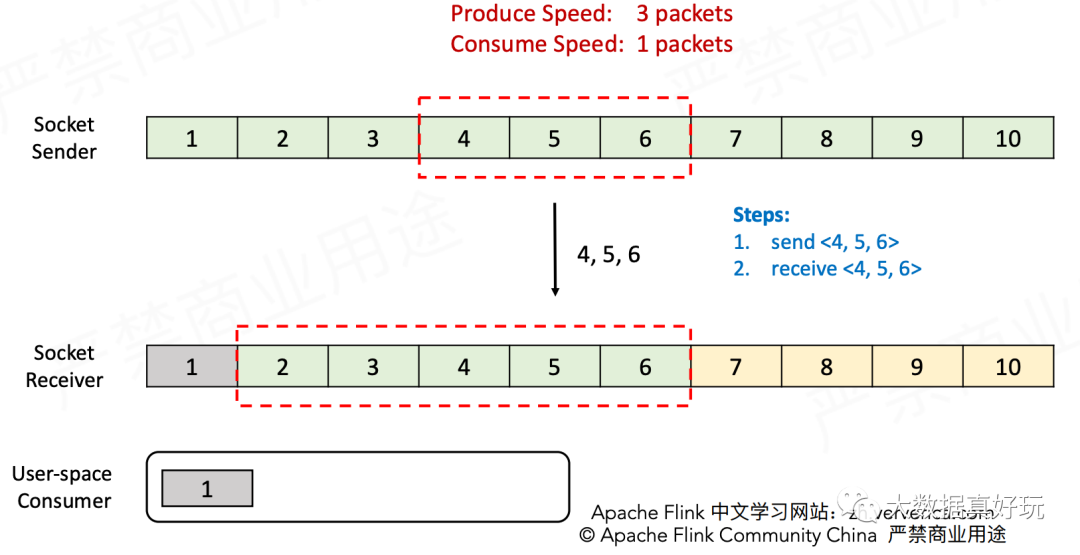 Produce Speed: 3 packets
Consume Speed: 1 packets
Socket
Sender
1 2 3 4 5 6 7 8 9 10
4, 5, 6
Steps:
1. send <4, 5, 6>
2. receive <4, 5, 6>
Socket
Receiver
1 2 3 4 5 6 7 8 9 10
User-space
Consumer
1
大数据真好玩
Apache Flink 中文学习网站:
© Apache Flink Community China 严禁商业用途
严禁商业用途